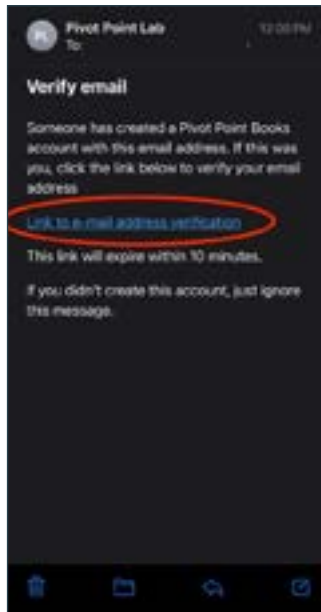 Pivot Point Lab
12:00 PM
To:
Verify email
Someone has created a Pivot Point Books
account with this email address. If this was
you, click the link below to verify your email
address
Link to e-mail address verification
This link will expire within 10 minutes.
If you didn't create this account, just ignore
this message.